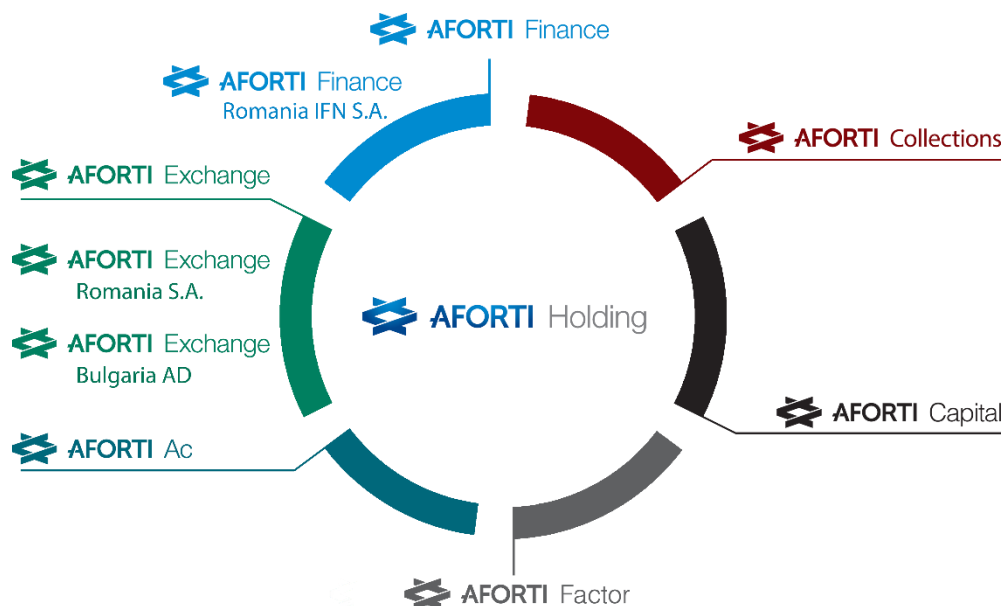 AFORTI Finance
AFORTI Finance
Romania IFN S.A.
AFORTI Collections
AFORTI Exchange
AFORTI Exchange
Romania S.A.
AFORTI Holding
AFORTI Exchange
Bulgaria AD
AFORTI Capital
AFORTI Ac
AFORTI Factor